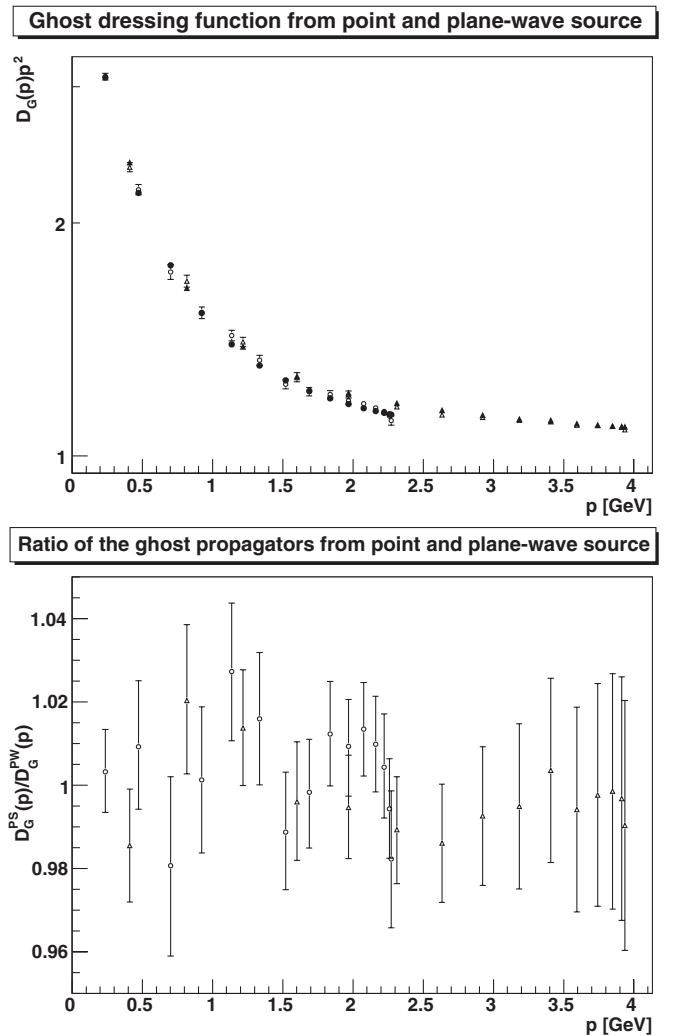 Ghost dressing function from point and plane-wave source
D_G(p)p²
2
1
0 0.5 1 1.5 2 2.5 3 3.5 4
p [GeV]
Ratio of the ghost propagators from point and plane-wave source
D_G^PS(p)/D_G^PW(p)
1.04
1.02
1
0.98
0.96
0 0.5 1 1.5 2 2.5 3 3.5 4
p [GeV]